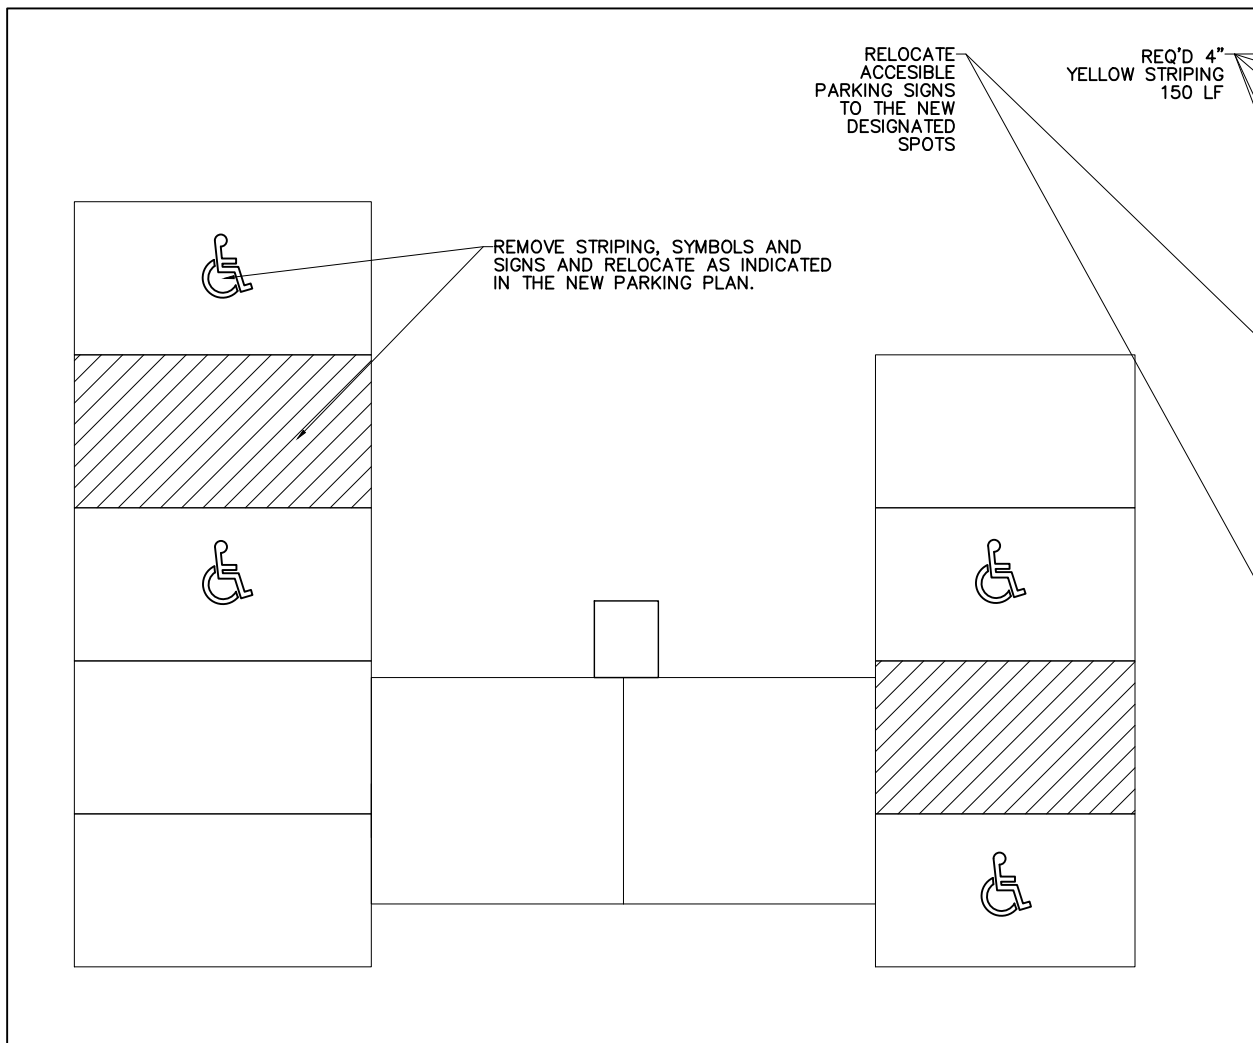 RELOCATE
ACCESIBLE
PARKING SIGNS
TO THE NEW
DESIGNATED
SPOTS
REQ'D 4"
YELLOW STRIPING
150 LF
REMOVE STRIPING, SYMBOLS AND
SIGNS AND RELOCATE AS INDICATED
IN THE NEW PARKING PLAN.